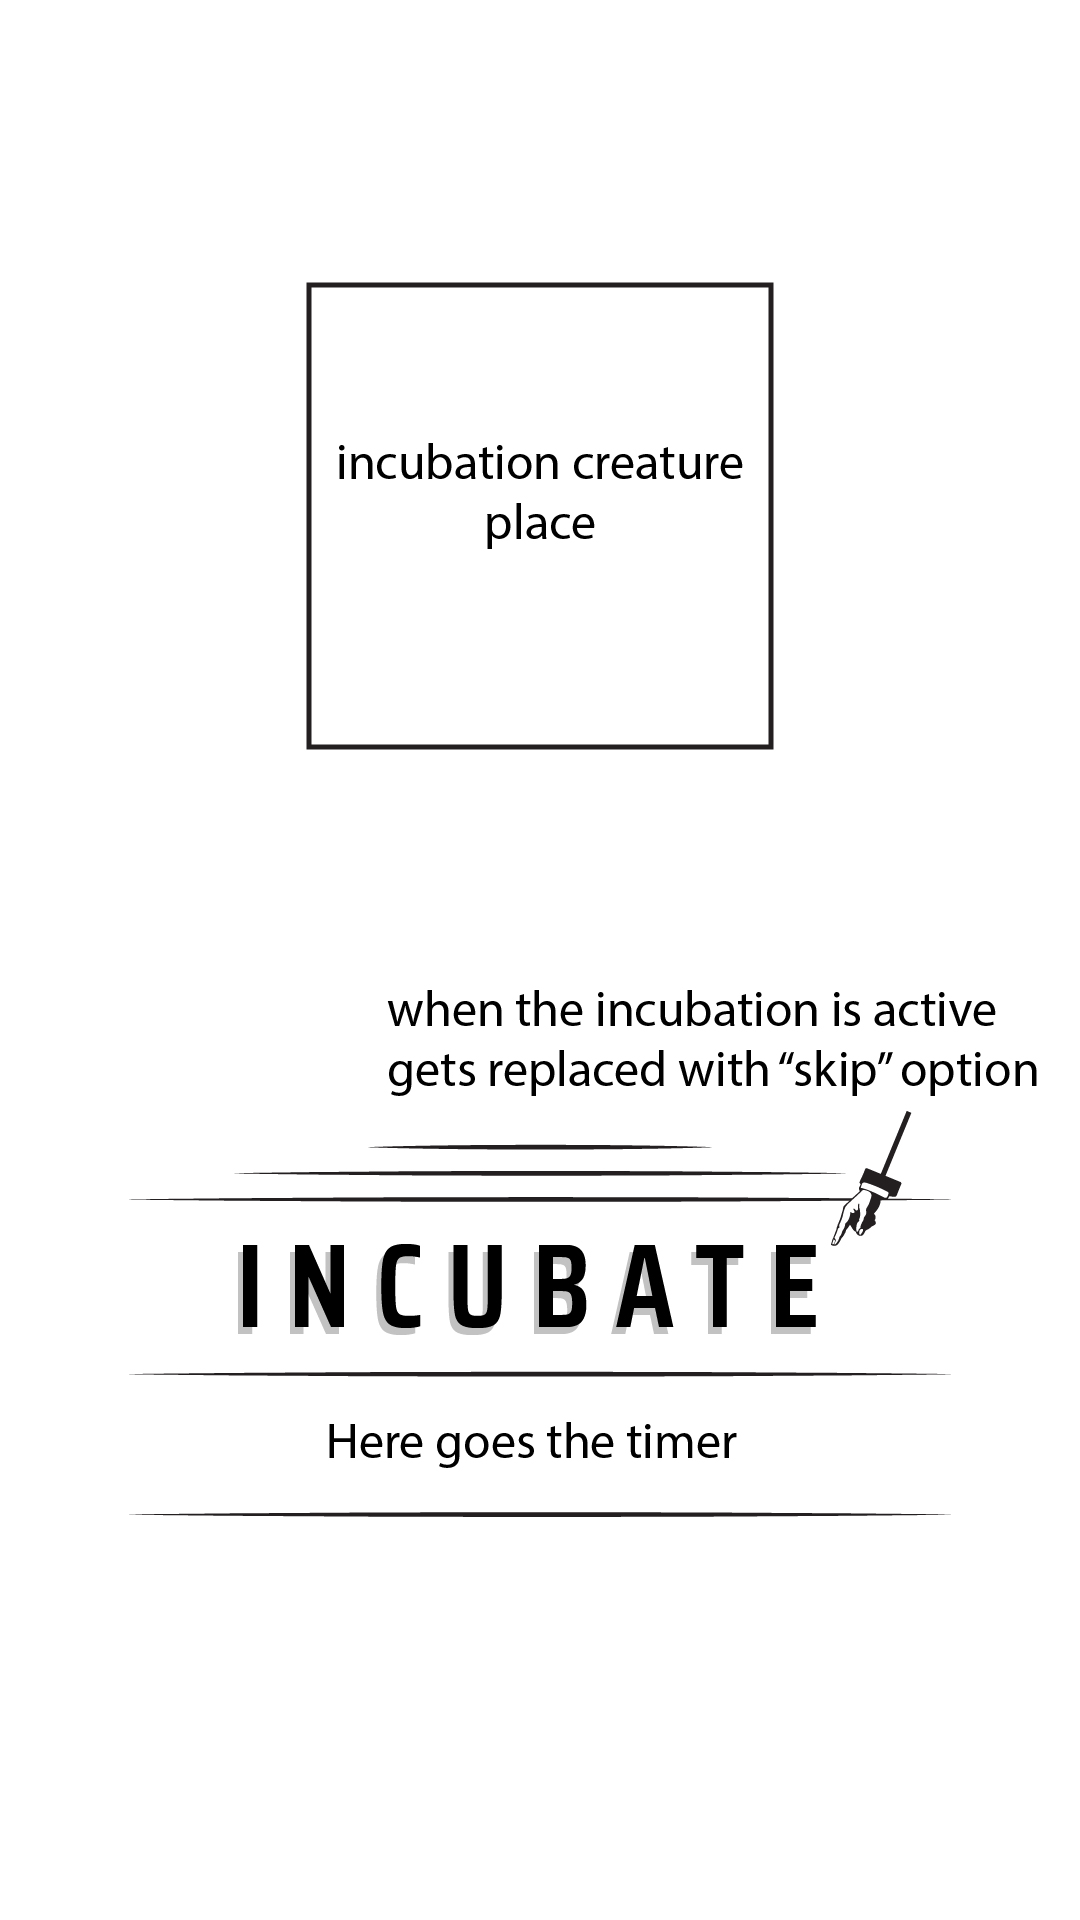 incubation creature
place
when the incubation is active
gets replaced with “skip” option
INCUBATE
Here goes the timer